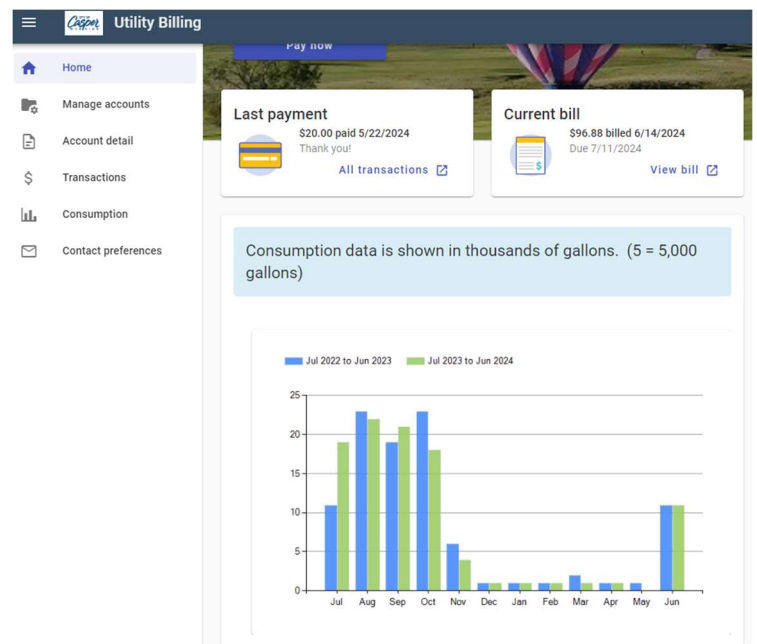 Casper
Utility Billing
Pay now
Home
Manage accounts
Account detail
Transactions
Consumption
Contact preferences
Last payment
$20.00 paid 5/22/2024
Thank you!
All transactions
Current bill
$96.88 billed 6/14/2024
Due 7/11/2024
View bill
Consumption data is shown in thousands of gallons. (5 = 5,000
gallons)
Jul 2022 to Jun 2023 Jul 2023 to Jun 2024
25
20
15
10
5
0
Jul Aug Sep Oct Nov Dec Jan Feb Mar Apr May Jun